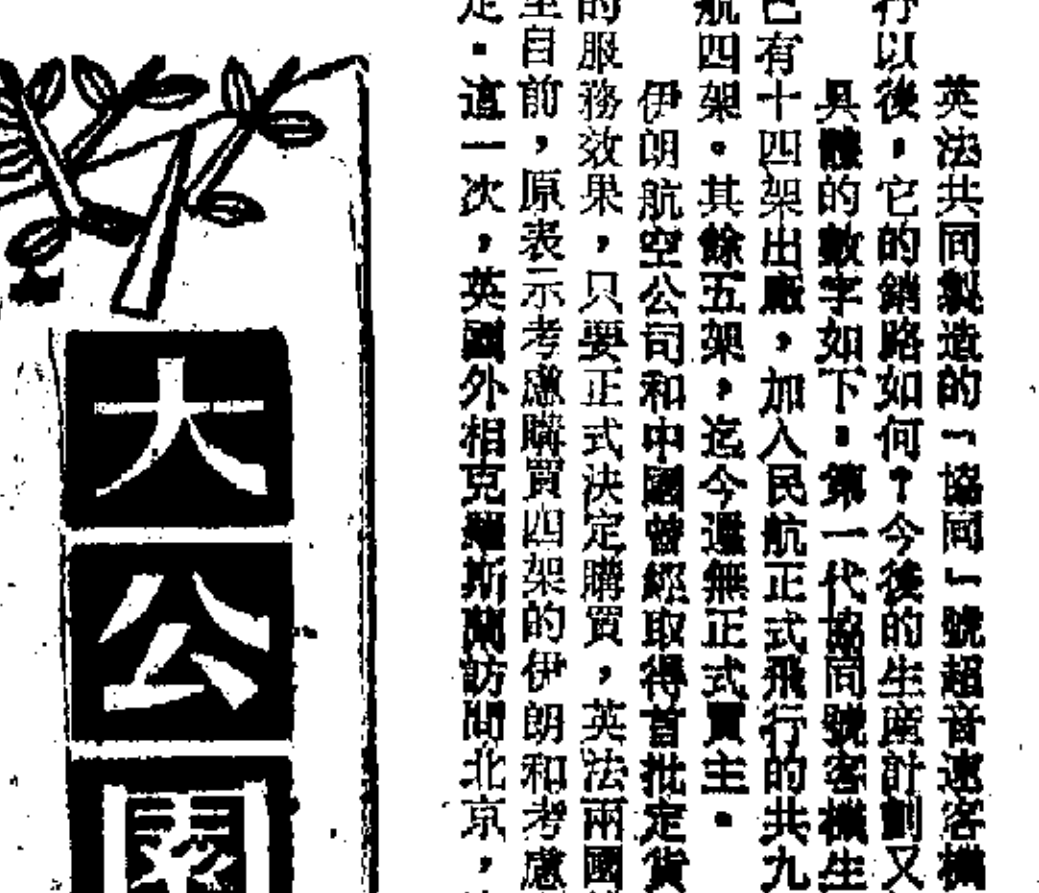 英法共同製造的「協同」號超音速客機
行以後，它的銷路如何？今後的生產計劃又
具體的數字如下。第一代協同號客機生
已有十四架出廠，加入民航正式飛行的共九
航四架。其餘五架，迄今還無正式買主。
伊朗航空公司和中國曾經取得首批定貨
的服務效果，只要正式決定購買，英法兩國
至目前，原表示考慮購買四架的伊朗和考慮
定。這一次，英國外相克羅斯蘭訪問北京，
大公園